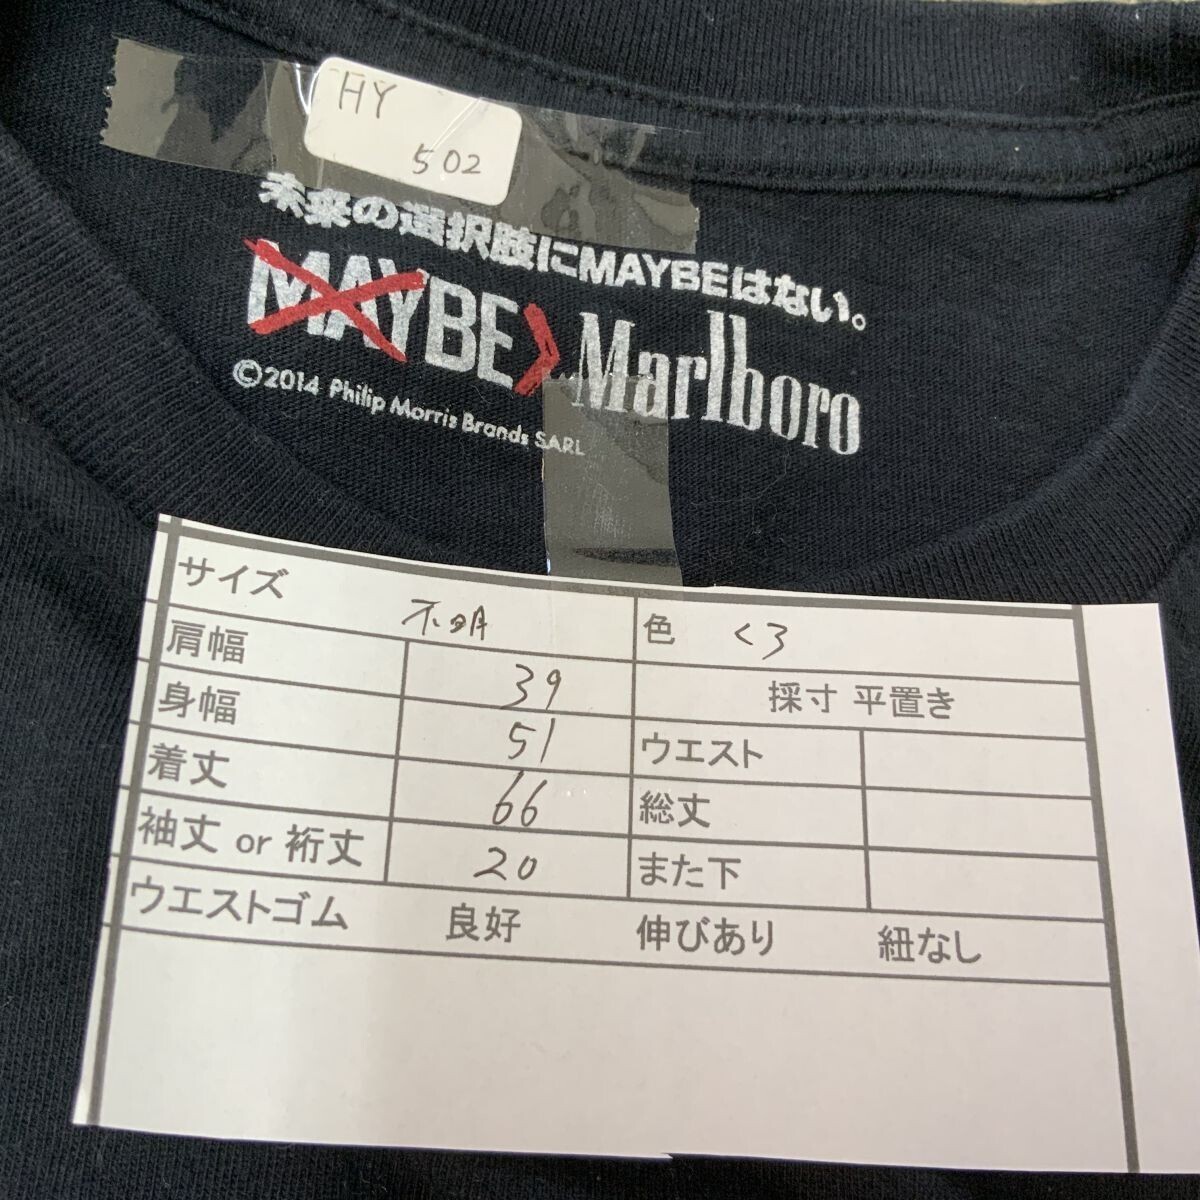 HY
502
未来の選択肢にMAYBEはない。
MAYBE Marlboro
©2014 Philip Morris Brands SARL
サイズ 不明 色 くろ
肩幅 39 採寸 平置き
身幅 51 ウエスト
着丈 66 総丈
袖丈 or 裄丈 20 また下
ウエストゴム 良好 伸びあり 紐なし